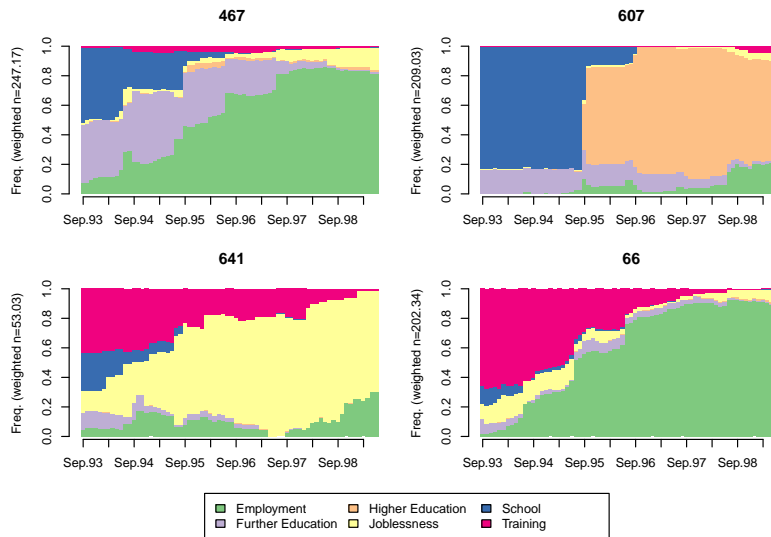 467
607
Freq. (weighted n=247.17)
0.0 0.2 0.4 0.6 0.8 1.0
Sep.93 Sep.94 Sep.95 Sep.96 Sep.97 Sep.98
Freq. (weighted n=209.03)
0.0 0.2 0.4 0.6 0.8 1.0
Sep.93 Sep.94 Sep.95 Sep.96 Sep.97 Sep.98
641
66
Freq. (weighted n=53.03)
0.0 0.2 0.4 0.6 0.8 1.0
Sep.93 Sep.94 Sep.95 Sep.96 Sep.97 Sep.98
Freq. (weighted n=202.34)
0.0 0.2 0.4 0.6 0.8 1.0
Sep.93 Sep.94 Sep.95 Sep.96 Sep.97 Sep.98
Employment Higher Education School
Further Education Joblessness Training